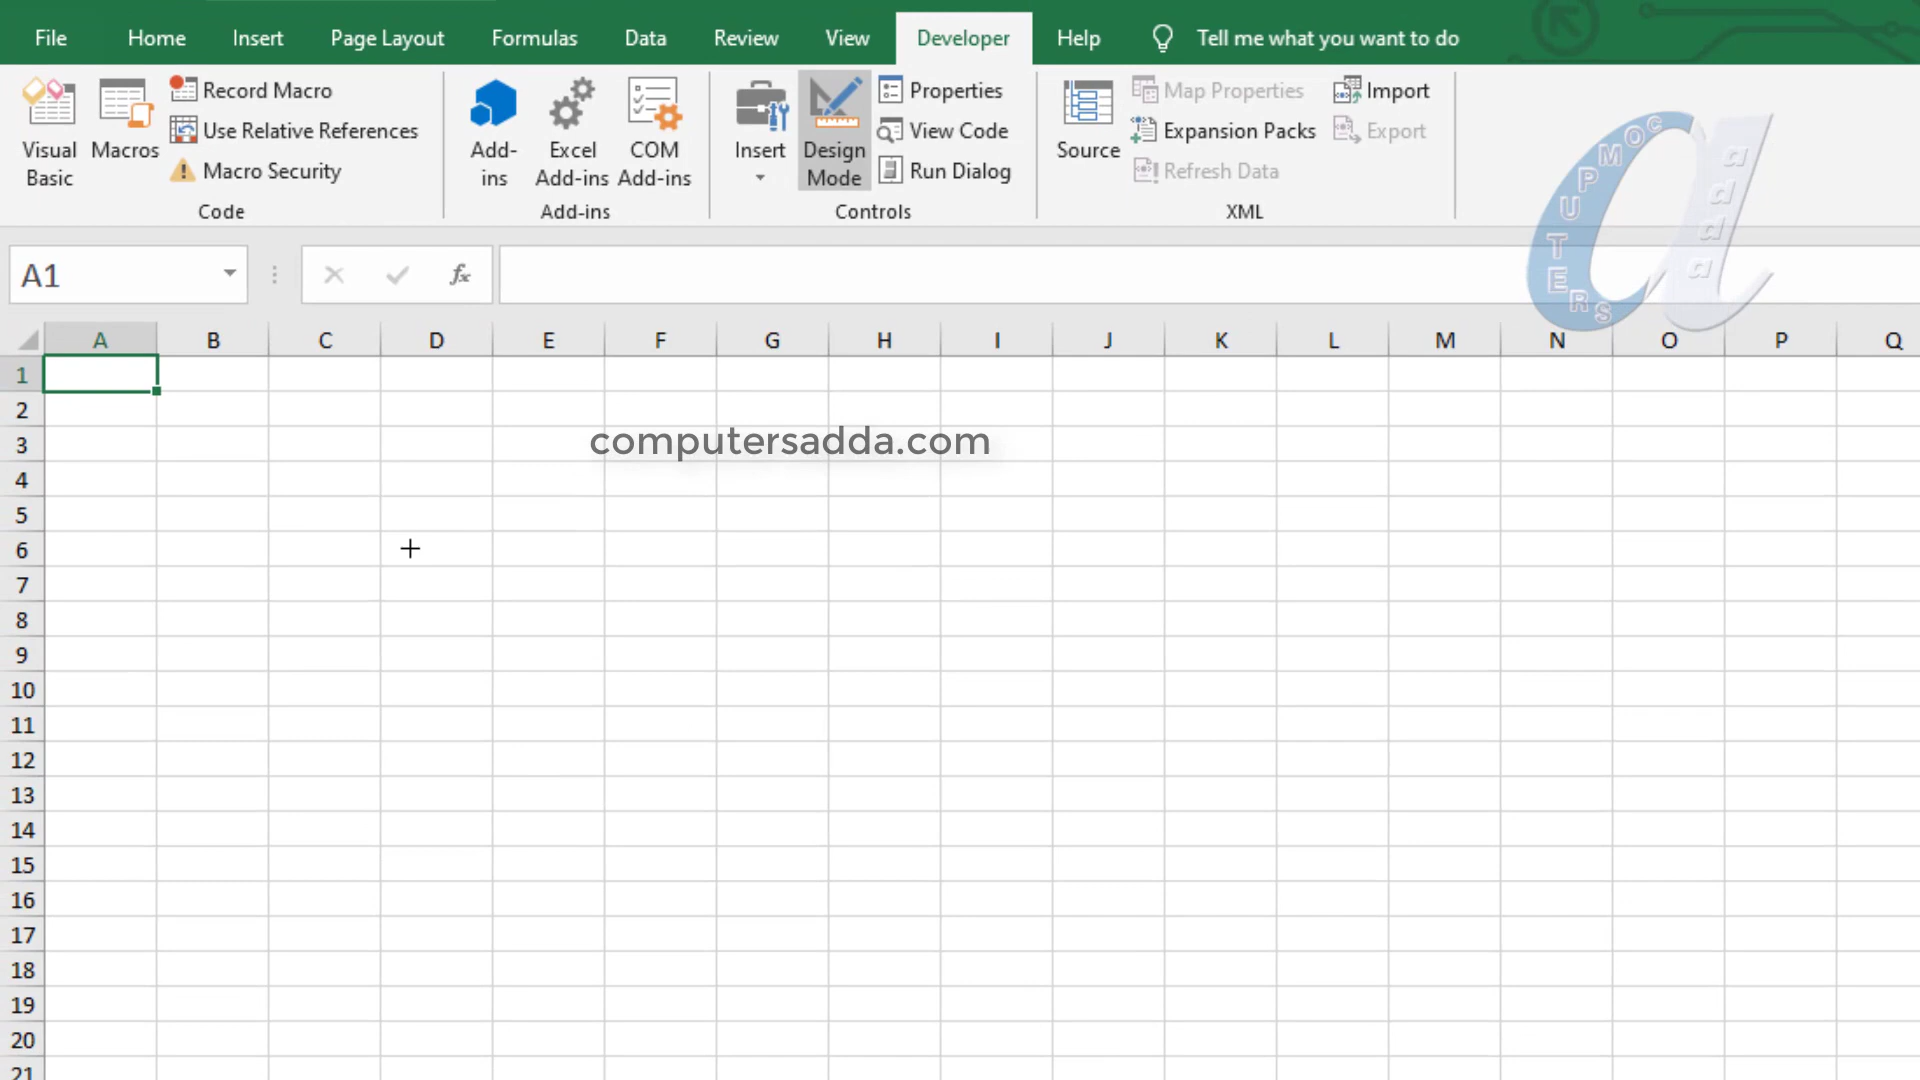 File Home Insert Page Layout Formulas Data Review View Developer Help Tell me what you want to do
Visual Basic
Macros
Record Macro
Use Relative References
Macro Security
Code
Add-ins
Excel Add-ins
COM Add-ins
Add-ins
Insert
Design Mode
Properties
View Code
Run Dialog
Controls
Source
Map Properties
Expansion Packs
Refresh Data
Import
Export
XML
COMPUTERS
adda
A1
fx
A B C D E F G H I J K L M N O P Q
1
2
3
computersadda.com
4
5
6
7
8
9
10
11
12
13
14
15
16
17
18
19
20
21